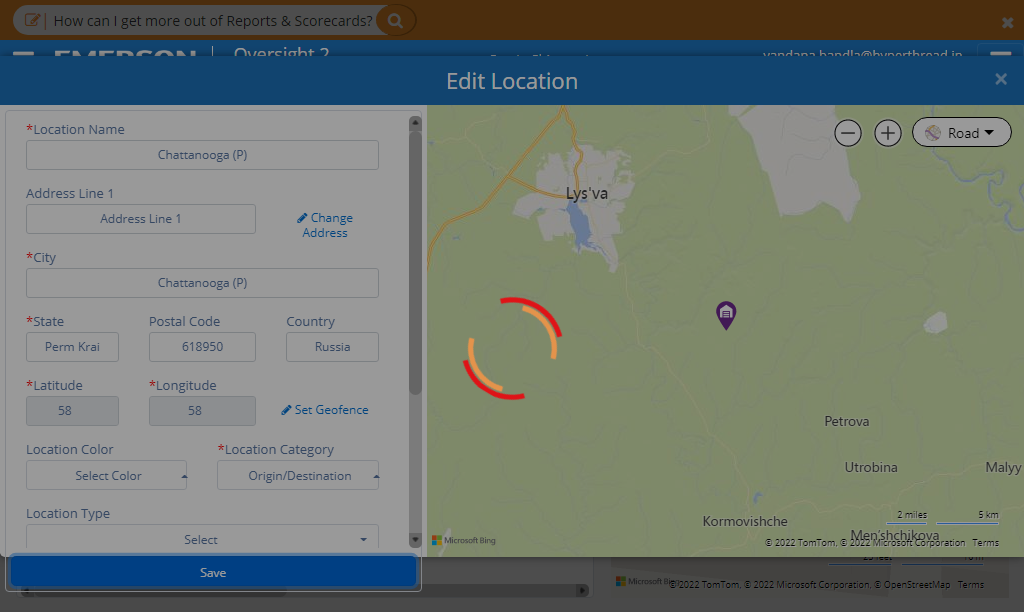 How can I get more out of Reports & Scorecards?
EMERSON
Oversight 2
vandana.bandla@hyperthread.in
Edit Location
*Location Name
Chattanooga (P)
Address Line 1
Address Line 1
Change
Address
*City
Chattanooga (P)
*State
Postal Code
Country
Perm Krai
618950
Russia
*Latitude
*Longitude
58
58
Set Geofence
Location Color
*Location Category
Select Color
Origin/Destination
Location Type
Select
Save
Road
Lys'va
Petrova
Utrobina
Malyy
Kormovishche
Men'shchikova
2 miles
5 km
Microsoft Bing
© 2022 TomTom, © 2022 Microsoft Corporation
Terms
Microsoft Bing
© 2022 TomTom, © 2022 Microsoft Corporation, © OpenStreetMap
Terms